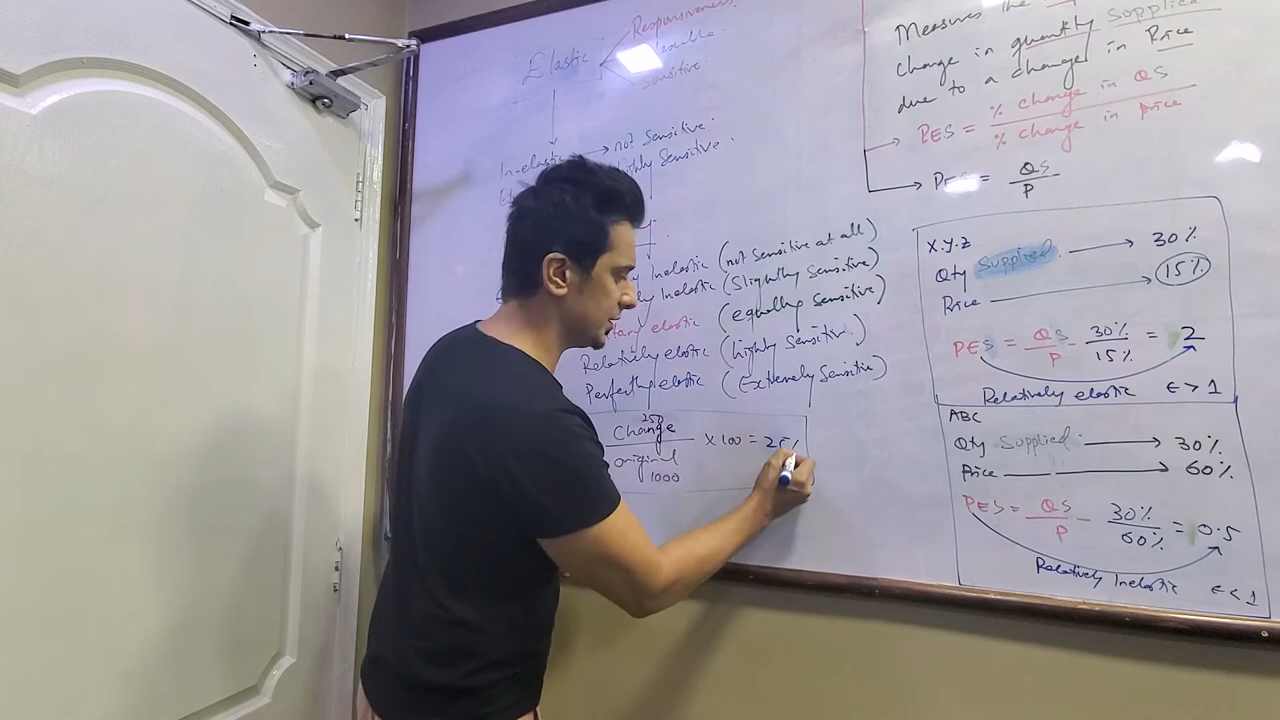 Elastic
Responsiveness.
sensitive.
In-elastic → not Sensitive.
highly Sensitive.
Inelastic (not Sensitive at all)
Inelastic (Slightly Sensitive)
elastic (equally sensitive)
Relatively elastic (highly Sensitive.)
Perfectly elastic (Extremely Sensitive)
250
Change
original
1000
X 100 = 25%
Measures the
change in quantity Supplied
due to a change in Price
PES = % change in QS
% change in price
PES = QS
P
X.Y.Z
Qty Supplied. → 30%
Price → 15%
PES = QS 30% = 2
P 15%
Relatively elastic E > 1
ABC
Qty Supplied → 30%.
Price → 60%
PES = QS 30% = 0.5
P 60%
Relatively Inelastic E < 1